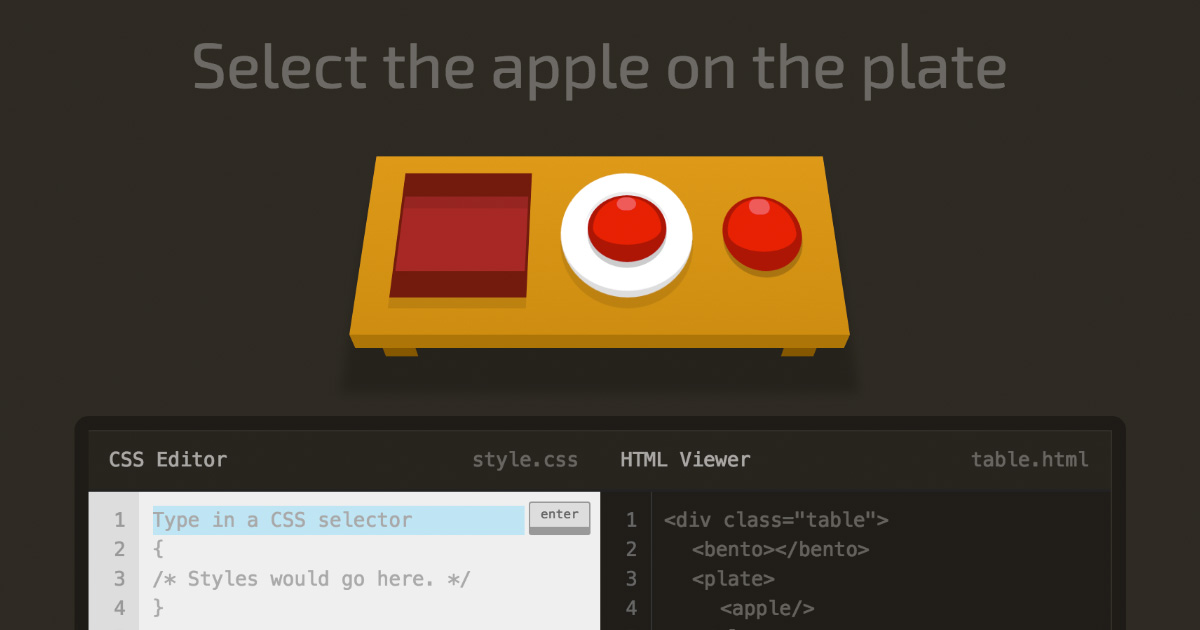 Select the apple on the plate
CSS Editor style.css
HTML Viewer table.html
1 Type in a CSS selector enter
2 {
3 /* Styles would go here. */
4 }
1 <div class="table">
2 <bento></bento>
3 <plate>
4 <apple/>